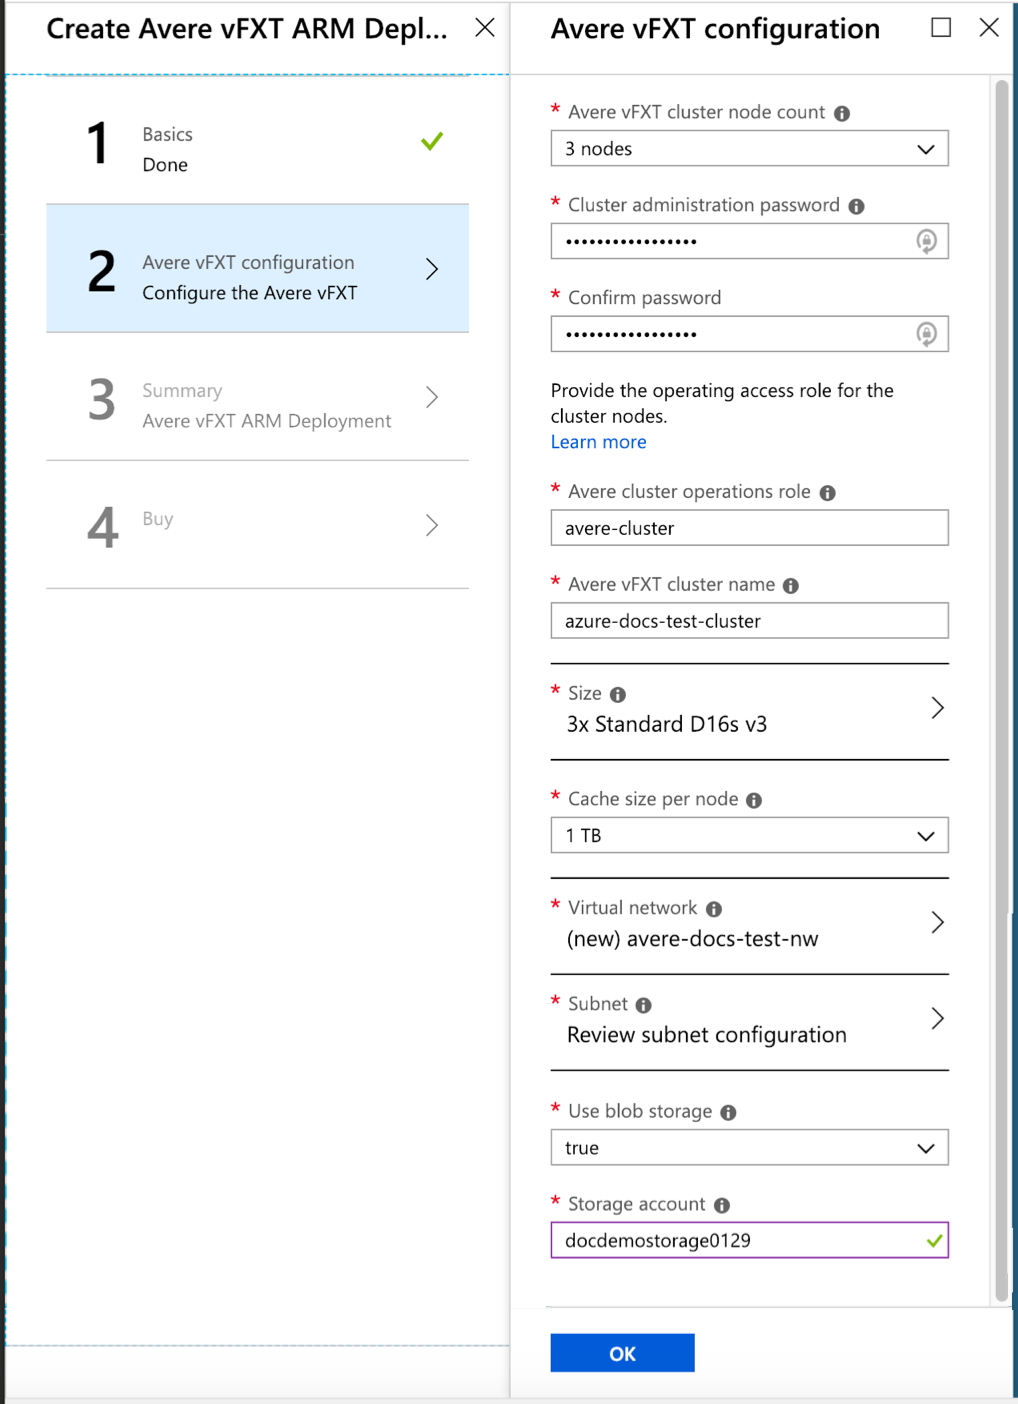 Create Avere vFXT ARM Depl...
1
Basics
Done
2
Avere vFXT configuration
Configure the Avere vFXT
3
Summary
Avere vFXT ARM Deployment
4
Buy
Avere vFXT configuration
* Avere vFXT cluster node count
3 nodes
* Cluster administration password
•••••••••••••••••
* Confirm password
•••••••••••••••••
Provide the operating access role for the
cluster nodes.
Learn more
* Avere cluster operations role
avere-cluster
* Avere vFXT cluster name
azure-docs-test-cluster
* Size
3x Standard D16s v3
* Cache size per node
1 TB
* Virtual network
(new) avere-docs-test-nw
* Subnet
Review subnet configuration
* Use blob storage
true
* Storage account
docdemostorage0129
OK